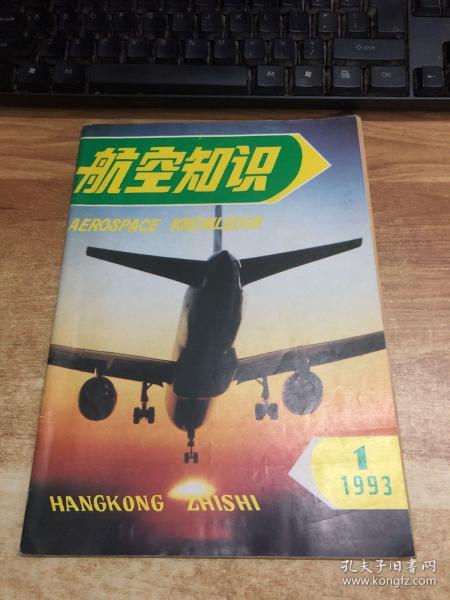 航空知识
AEROSPACE KNOWLEDGE
1
1993
HANGKONG ZHISHI
孔夫子旧书网
www.kongfz.com